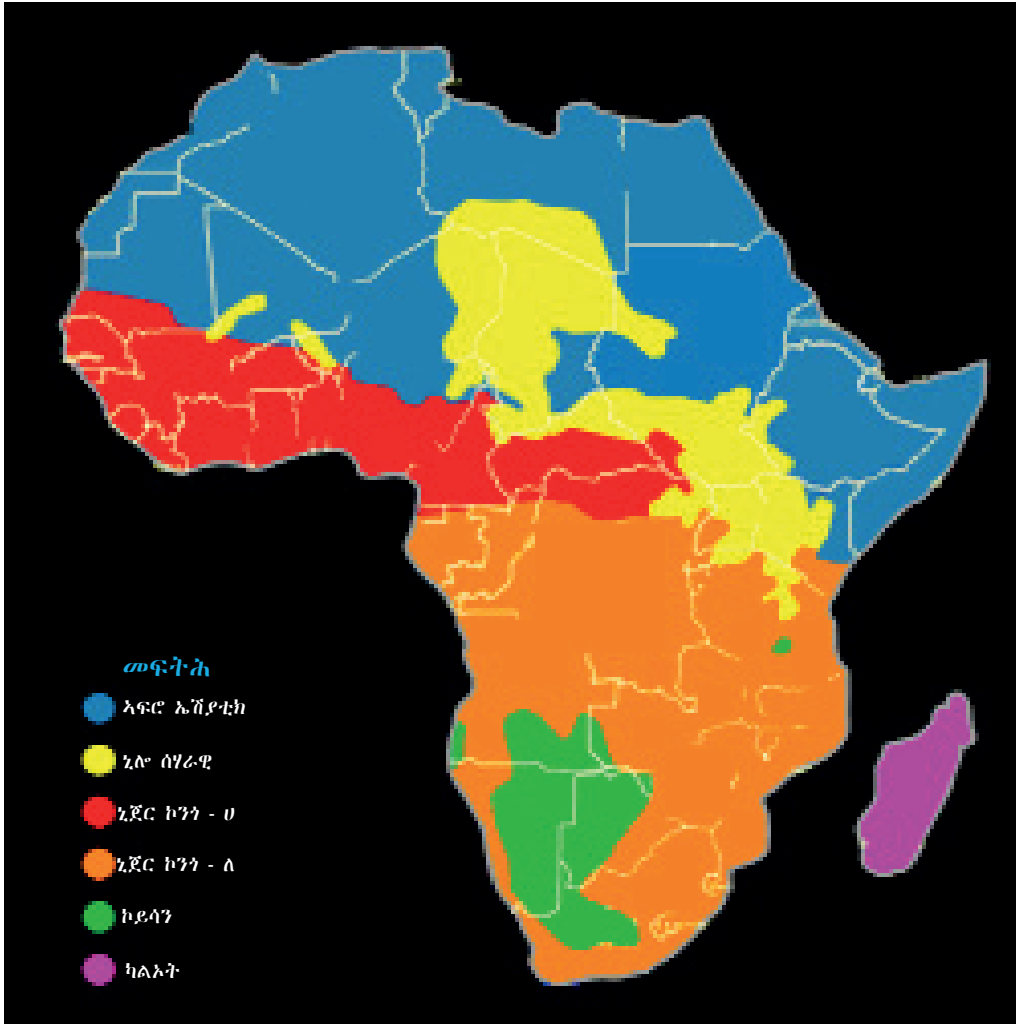 መፍትሕ
ኣፍሮ ኤሽያቲክ
ኒሎ ሰሃራዊ
ኒጀር ኮንጎ - ሀ
ኒጀር ኮንጎ - ለ
ኮይሳን
ካልኦት